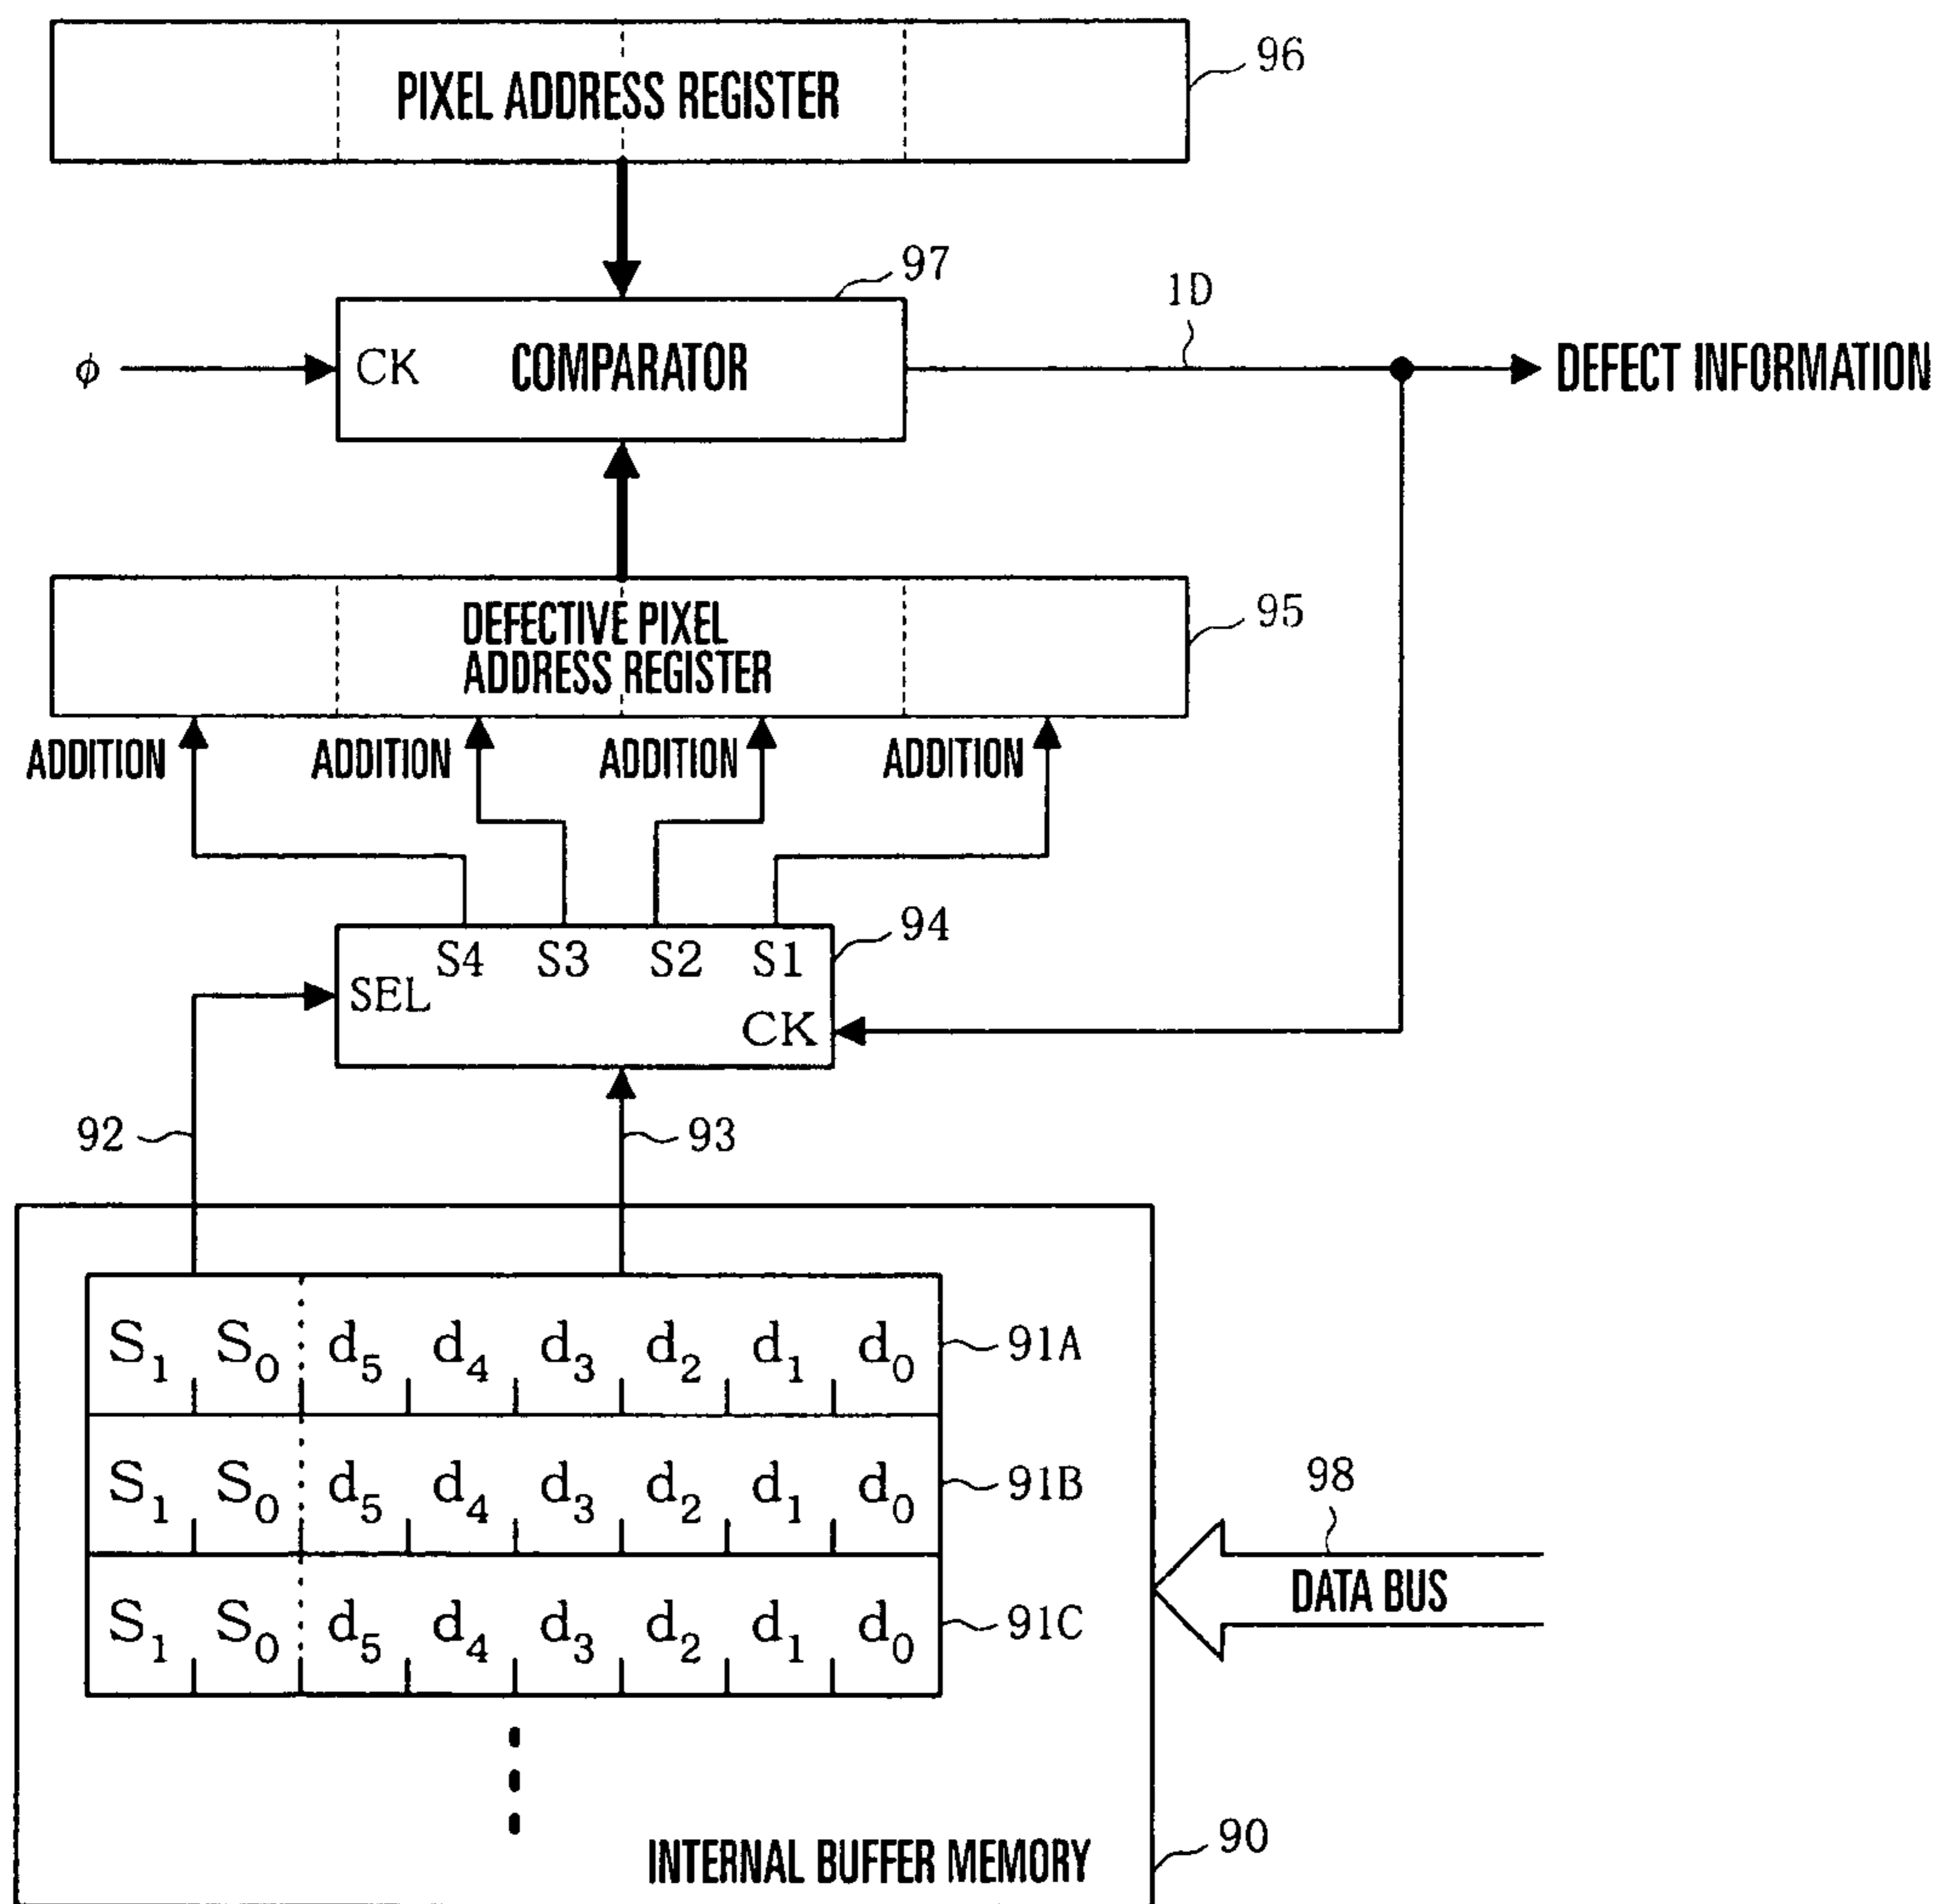 PIXEL ADDRESS REGISTER
96
97
1D
φ
CK
COMPARATOR
DEFECT INFORMATION
DEFECTIVE PIXEL
ADDRESS REGISTER
95
ADDITION ADDITION ADDITION ADDITION
S4 S3 S2 S1
94
SEL
CK
92
93
S₁ S₀ d₅ d₄ d₃ d₂ d₁ d₀
91A
S₁ S₀ d₅ d₄ d₃ d₂ d₁ d₀
91B
98
DATA BUS
S₁ S₀ d₅ d₄ d₃ d₂ d₁ d₀
91C
INTERNAL BUFFER MEMORY
90